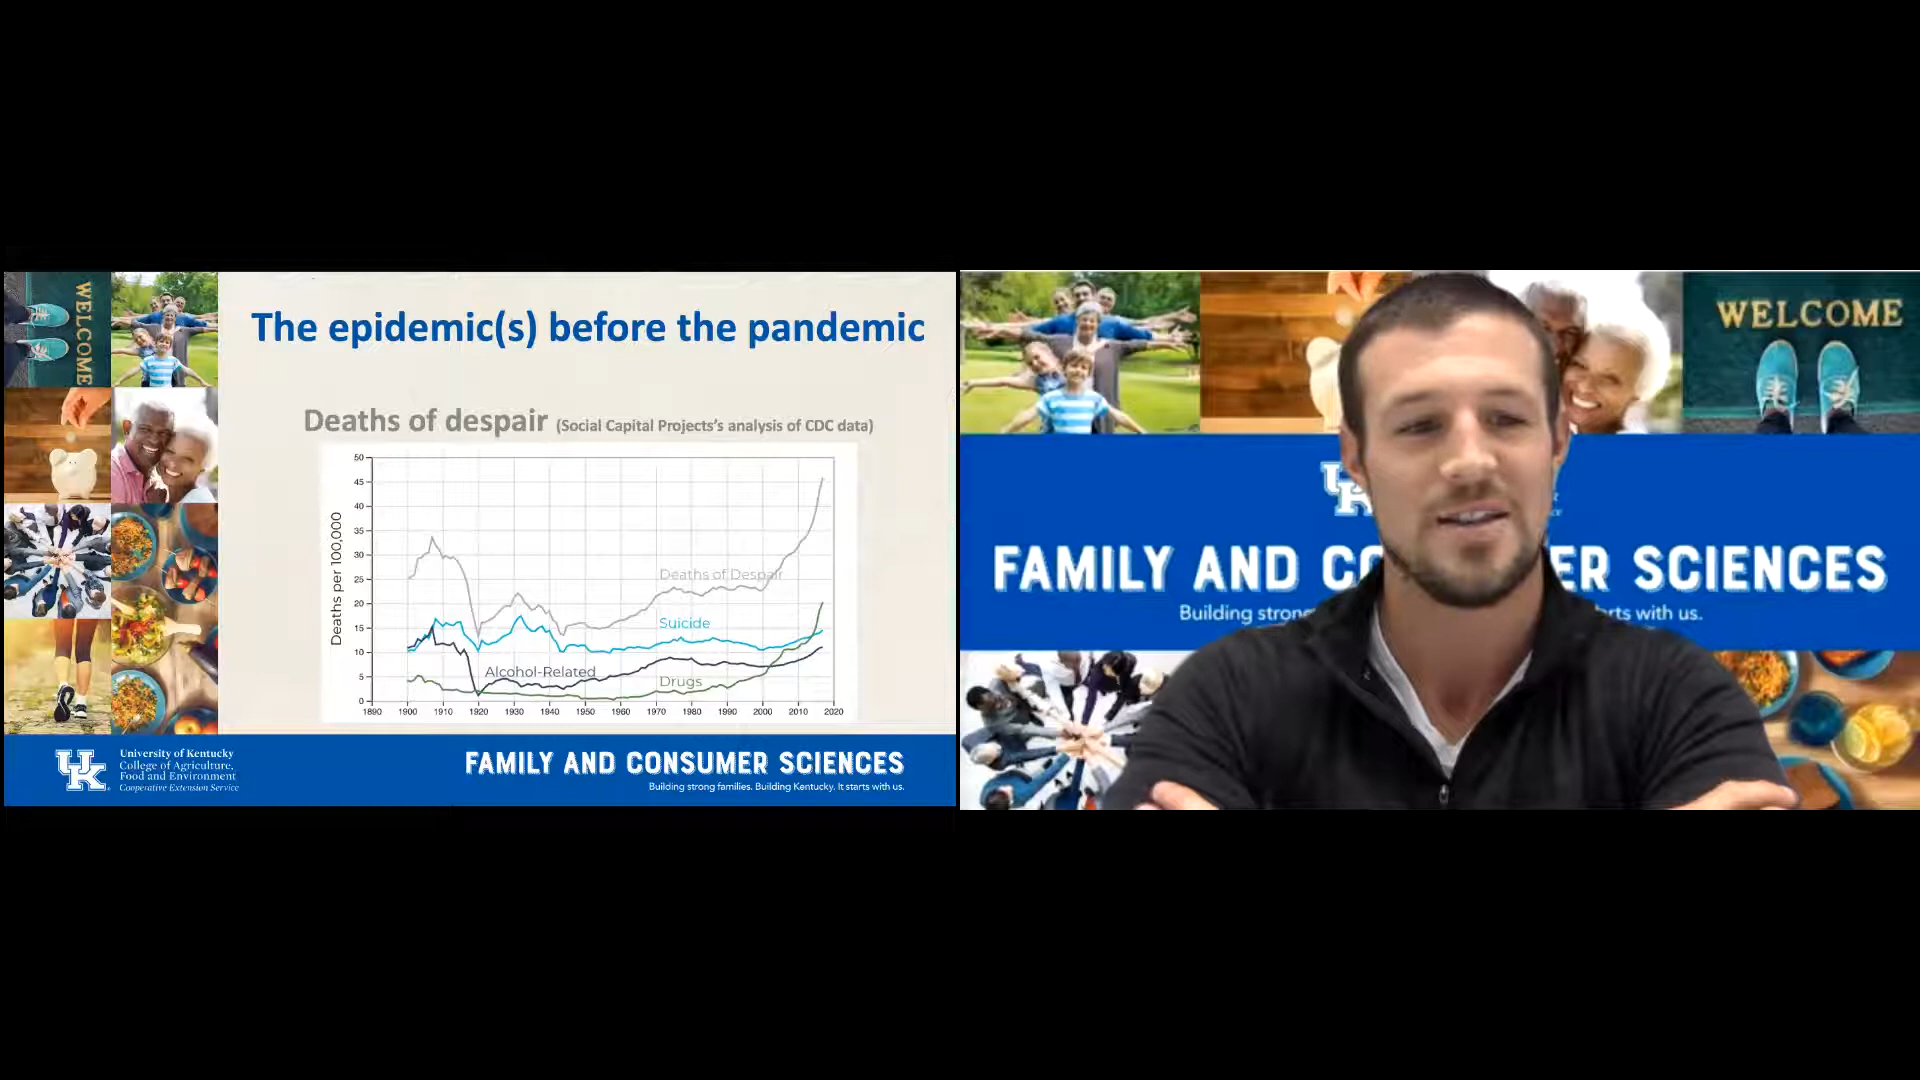 WELCOME
The epidemic(s) before the pandemic
Deaths of despair (Social Capital Projects's analysis of CDC data)
Deaths per 100,000
50
45
40
35
30
25
20
15
10
5
0
Deaths of Despair
Suicide
Alcohol-Related
Drugs
1890 1900 1910 1920 1930 1940 1950 1960 1970 1980 1990 2000 2010 2020
UK
University of Kentucky
College of Agriculture,
Food and Environment
Cooperative Extension Service
FAMILY AND CONSUMER SCIENCES
Building strong families. Building Kentucky. It starts with us.
WELCOME
UK
FAMILY AND CO ER SCIENCES
Building stron rts with us.